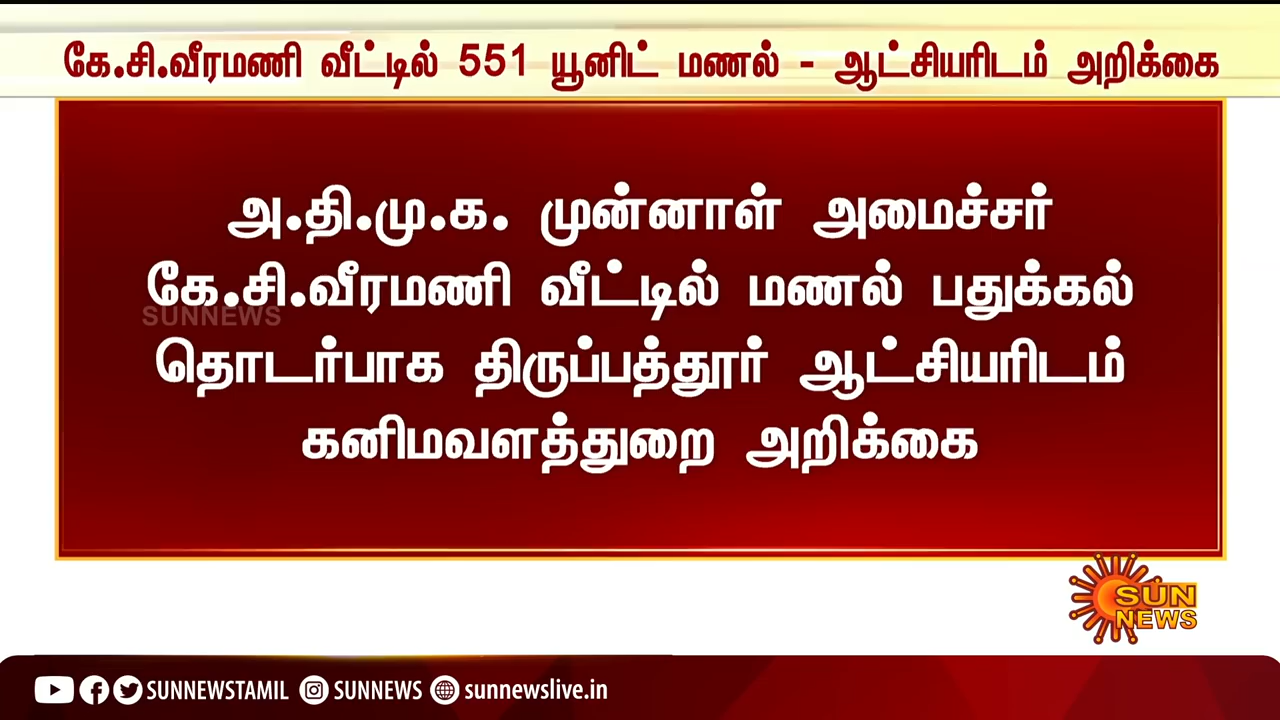 கே.சி.வீரமணி வீட்டில் 551 யூனிட் மணல் - ஆட்சியரிடம் அறிக்கை
அ.தி.மு.க. முன்னாள் அமைச்சர்
கே.சி.வீரமணி வீட்டில் மணல் பதுக்கல்
SUNNEWS
தொடர்பாக திருப்பத்தூர் ஆட்சியரிடம்
கனிமவளத்துறை அறிக்கை
SUN
NEWS
SUNNEWSTAMIL SUNNEWS sunnewslive.in